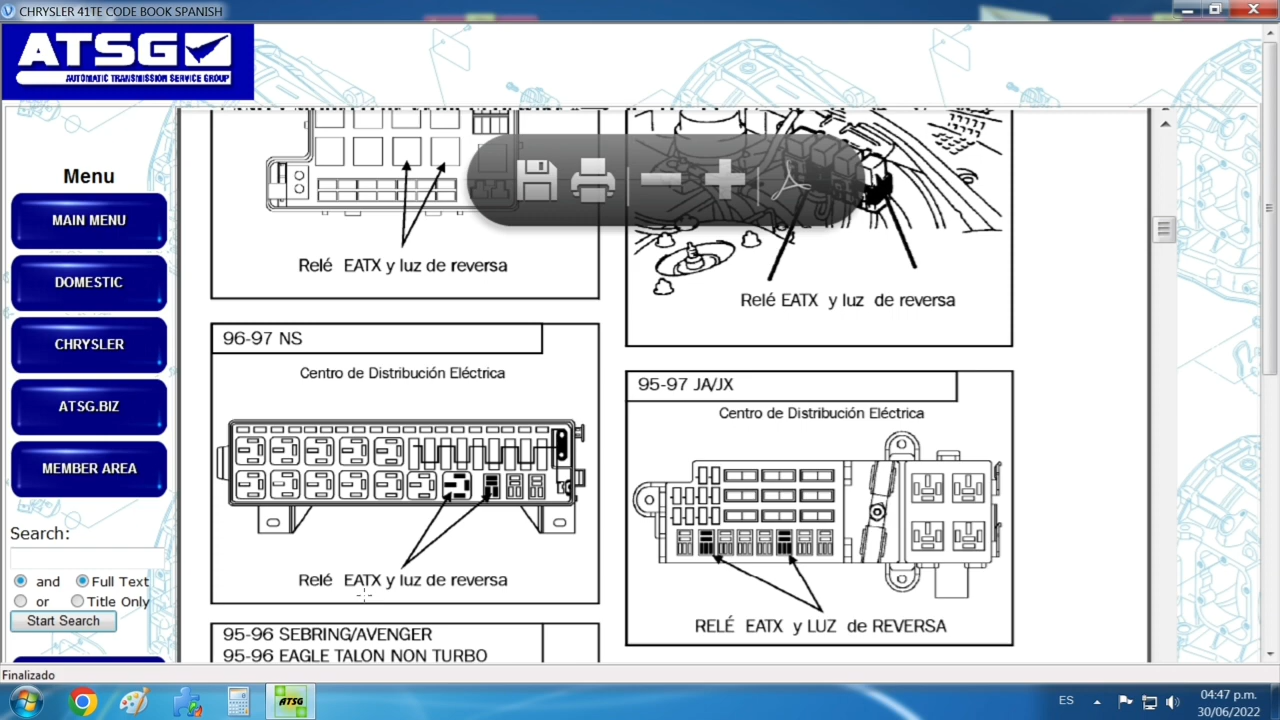 CHRYSLER 41TE CODE BOOK SPANISH
ATSG
AUTOMATIC TRANSMISSION SERVICE GROUP
Menu
MAIN MENU
DOMESTIC
CHRYSLER
ATSG.BIZ
MEMBER AREA
Search:
and
Full Text
or
Title Only
Start Search
Relé EATX y luz de reversa
96-97 NS
Centro de Distribución Eléctrica
Relé EATX y luz de reversa
95-96 SEBRING/AVENGER
95-96 EAGLE TALON NON TURBO
Relé EATX y luz de reversa
95-97 JA/JX
Centro de Distribución Eléctrica
RELÉ EATX y LUZ de REVERSA
Finalizado
ATSG
ES
04:47 p.m.
30/06/2022